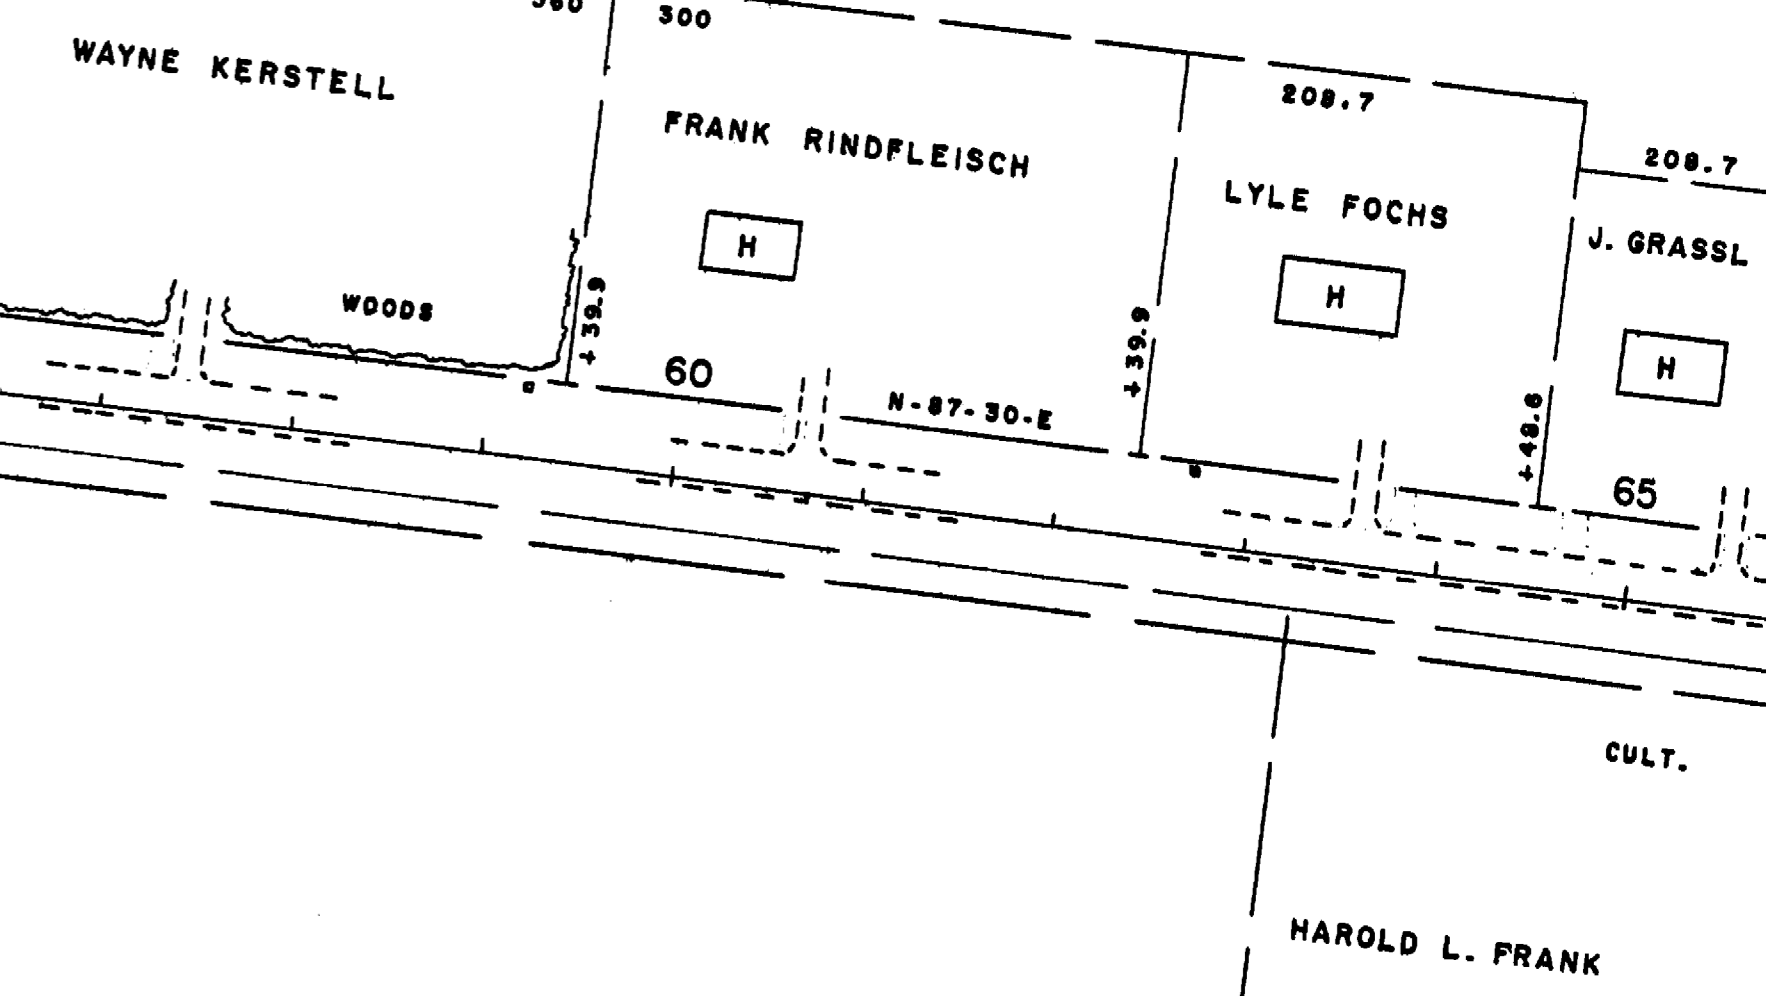 300
WAYNE KERSTELL
208.7
FRANK RINDFLEISCH
208.7
LYLE FOCHS
J. GRASSL
H
H
H
WOODS
+39.9
+39.9
+49.6
60
N-87-30-E
65
CULT.
HAROLD L. FRANK